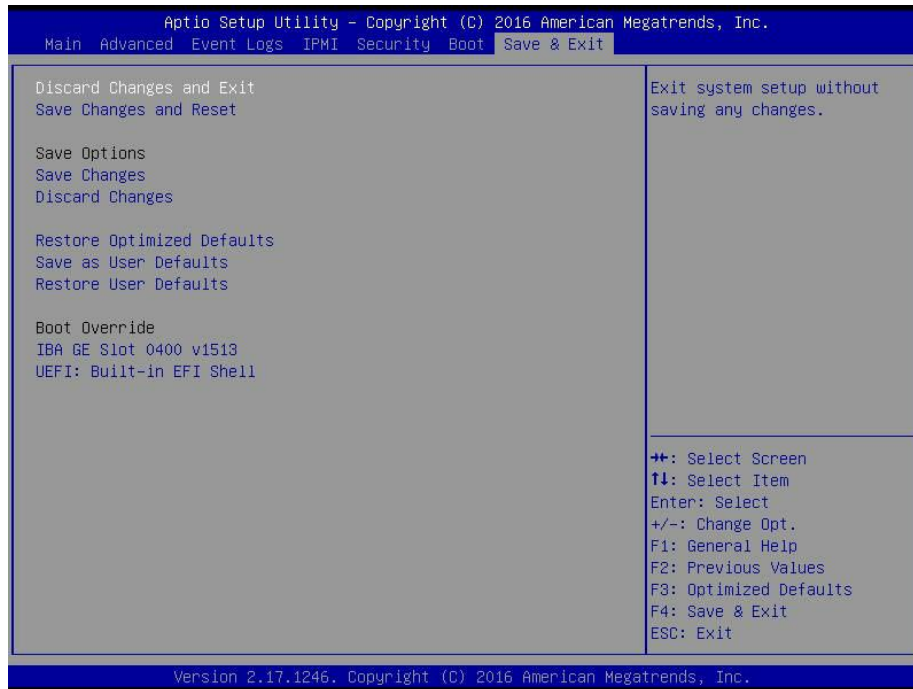 Aptio Setup Utility – Copyright (C) 2016 American Megatrends, Inc.
Main Advanced Event Logs IPMI Security Boot Save & Exit
Discard Changes and Exit
Save Changes and Reset
Save Options
Save Changes
Discard Changes
Restore Optimized Defaults
Save as User Defaults
Restore User Defaults
Boot Override
IBA GE Slot 0400 v1513
UEFI: Built-in EFI Shell
Exit system setup without
saving any changes.
→←: Select Screen
↑↓: Select Item
Enter: Select
+/-: Change Opt.
F1: General Help
F2: Previous Values
F3: Optimized Defaults
F4: Save & Exit
ESC: Exit
Version 2.17.1246. Copyright (C) 2016 American Megatrends, Inc.